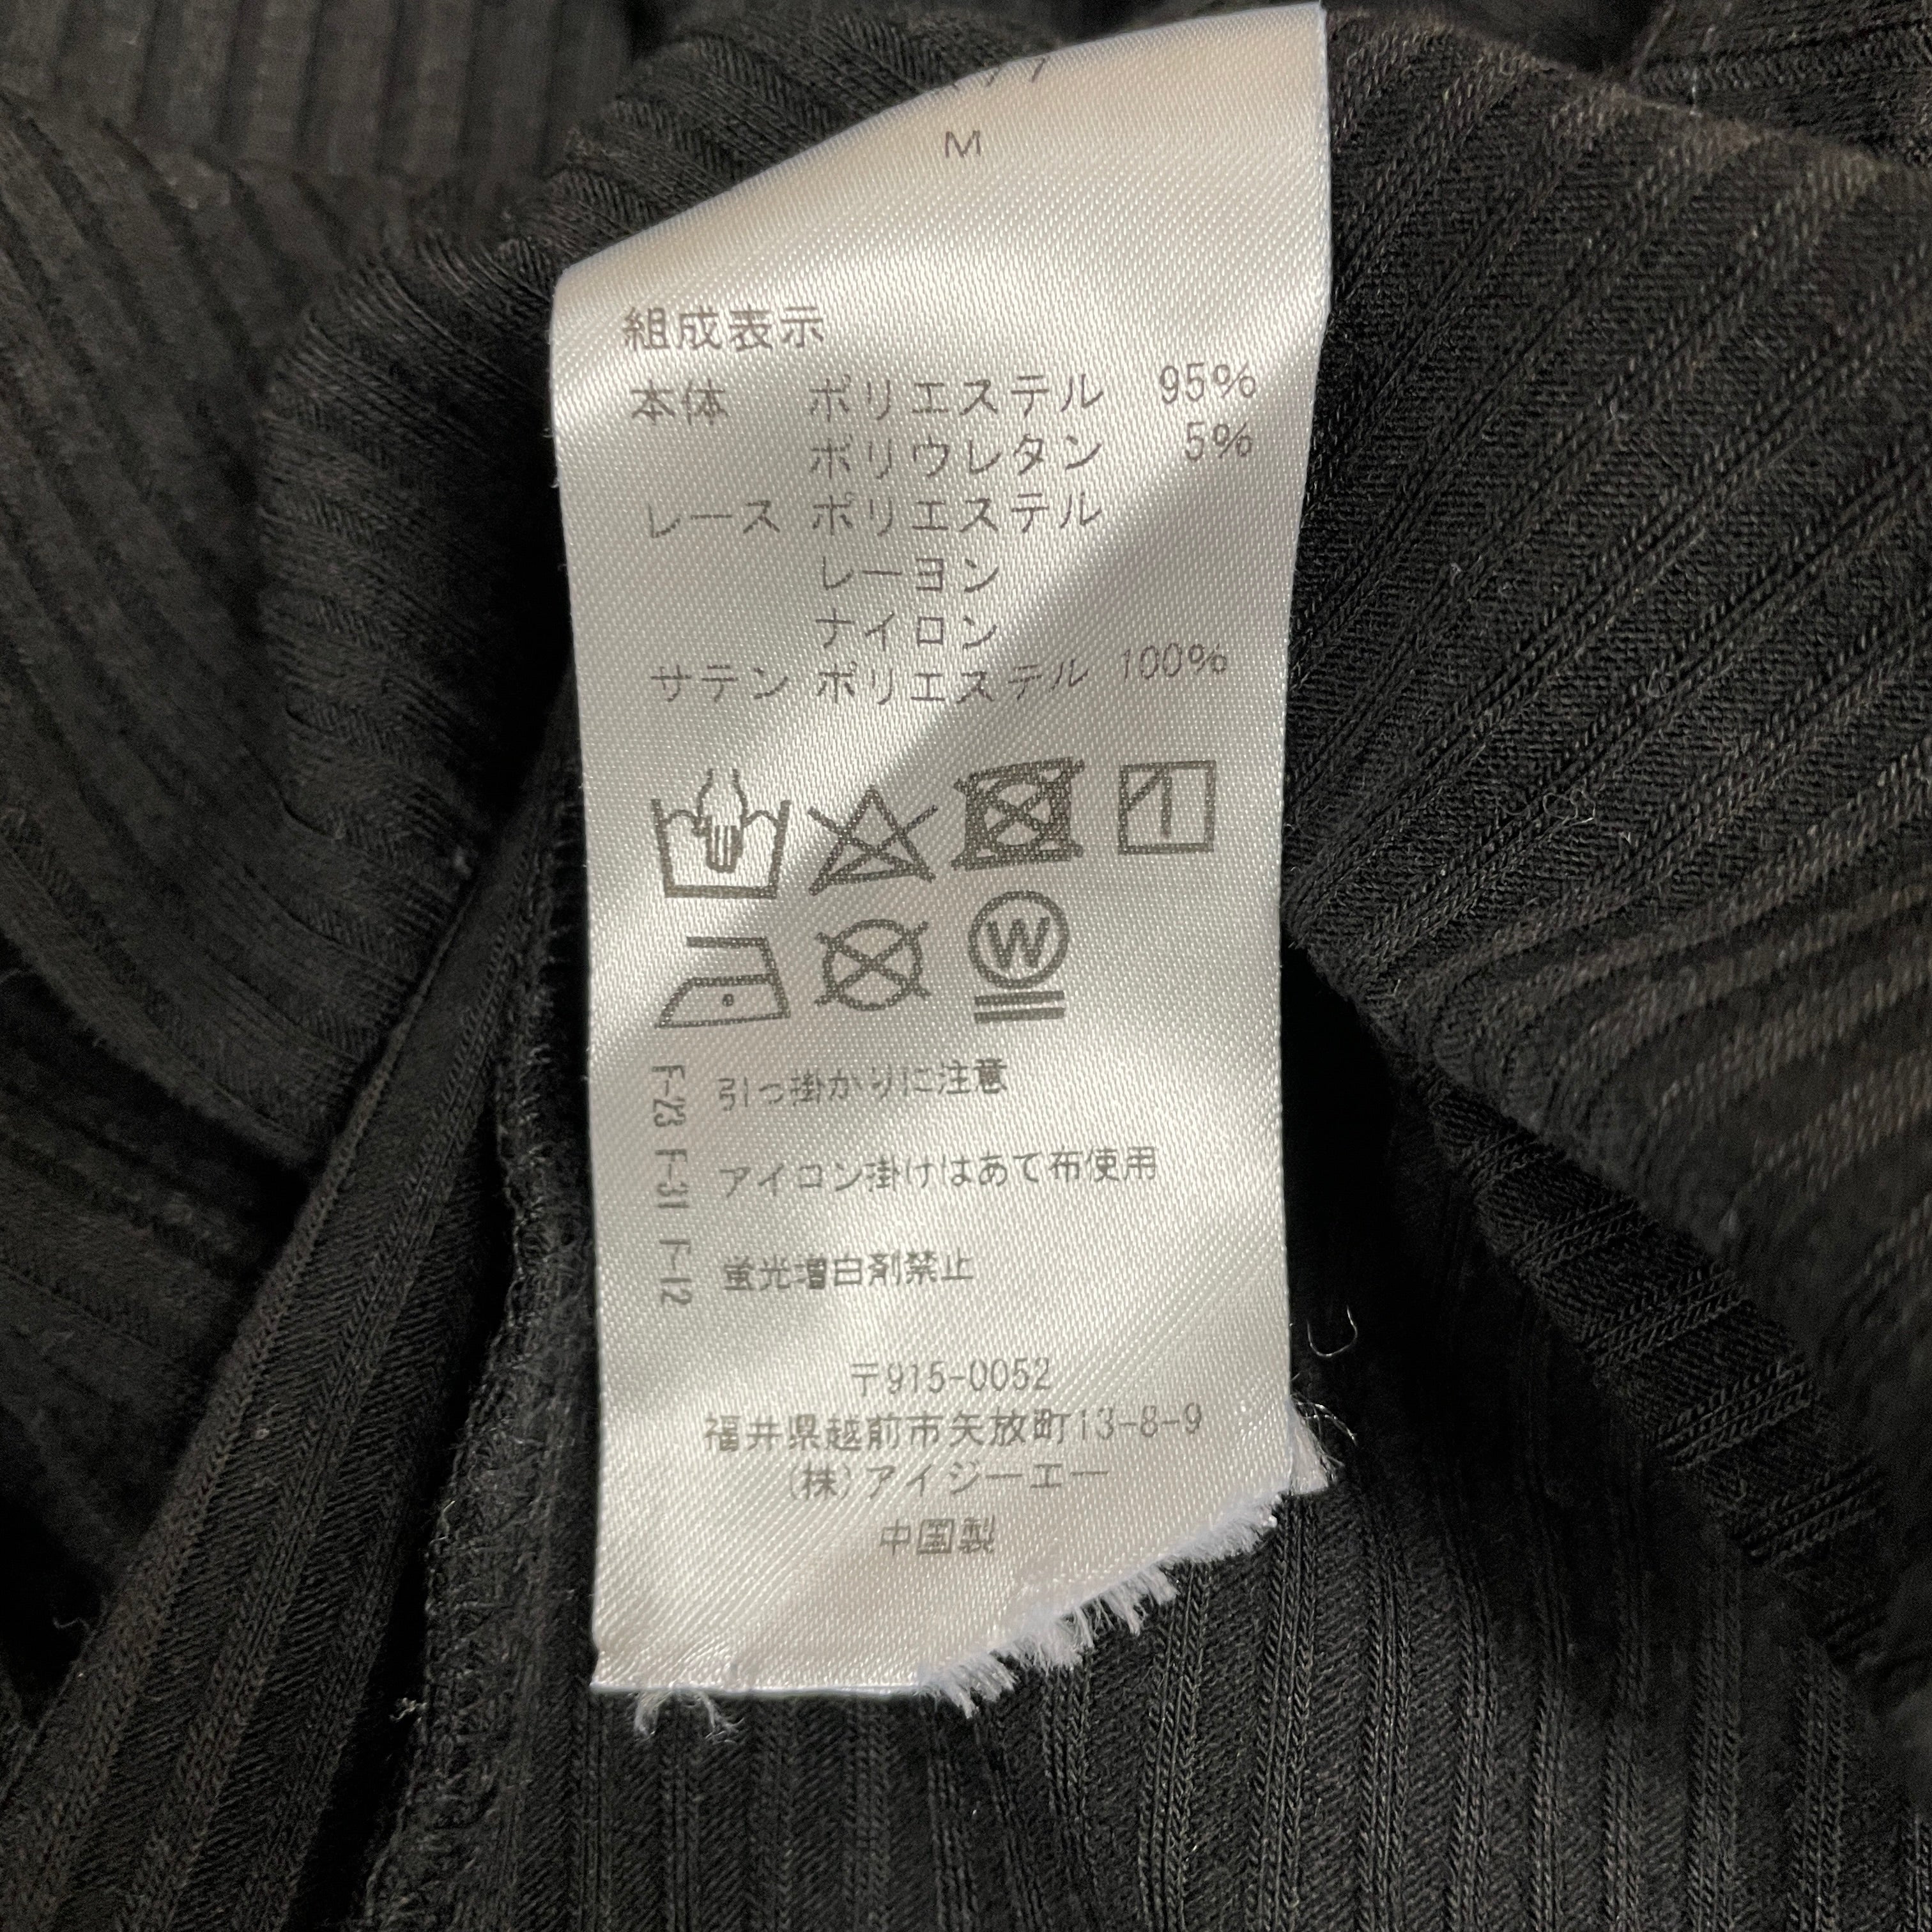 M
組成表示
本体 ポリエステル 95%
ポリウレタン 5%
レース ポリエステル
レーヨン
ナイロン
サテン ポリエステル 100%
W
F-23 引っ掛かりに注意
F-31 アイロン掛けはあて布使用
F-12 蛍光増白剤禁止
〒915-0052
福井県越前市矢放町13-8-9
(株)アイジーエー
中国製